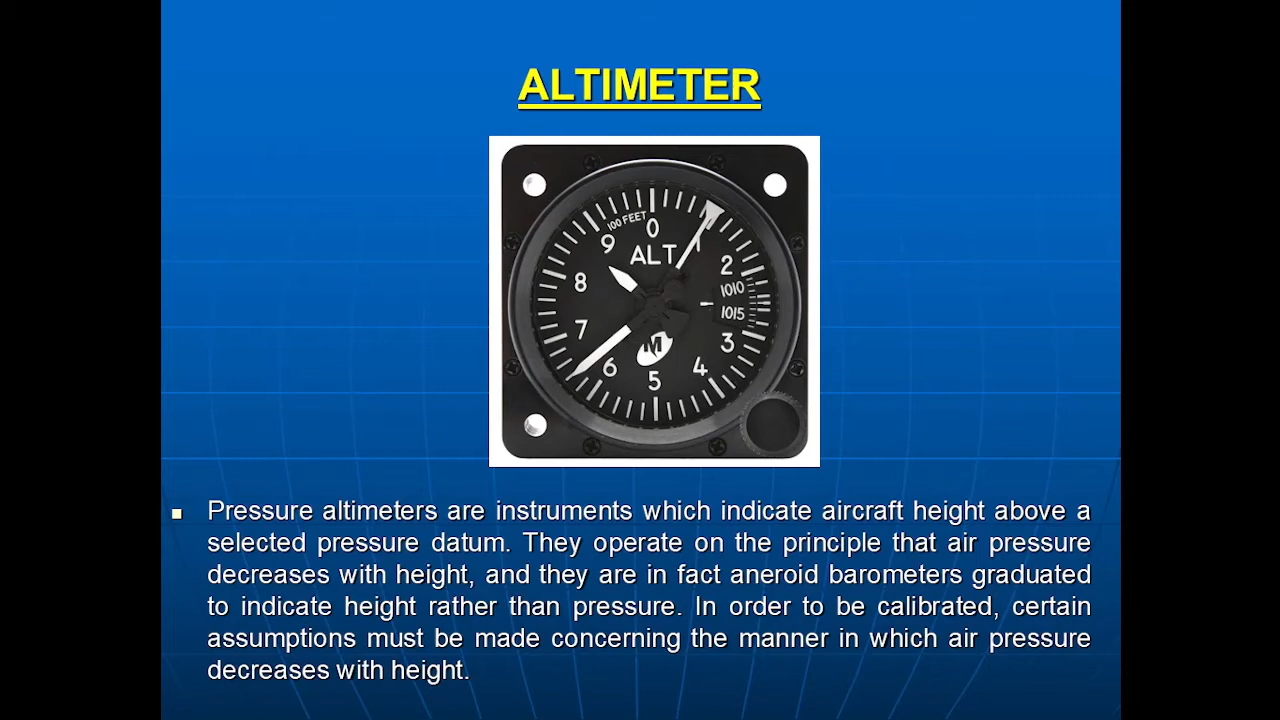 ALTIMETER
100 FEET
0
9
1
ALT
2
8
1010
1015
7
3
6
4
5
M
Pressure altimeters are instruments which indicate aircraft height above a
selected pressure datum. They operate on the principle that air pressure
decreases with height, and they are in fact aneroid barometers graduated
to indicate height rather than pressure. In order to be calibrated, certain
assumptions must be made concerning the manner in which air pressure
decreases with height.